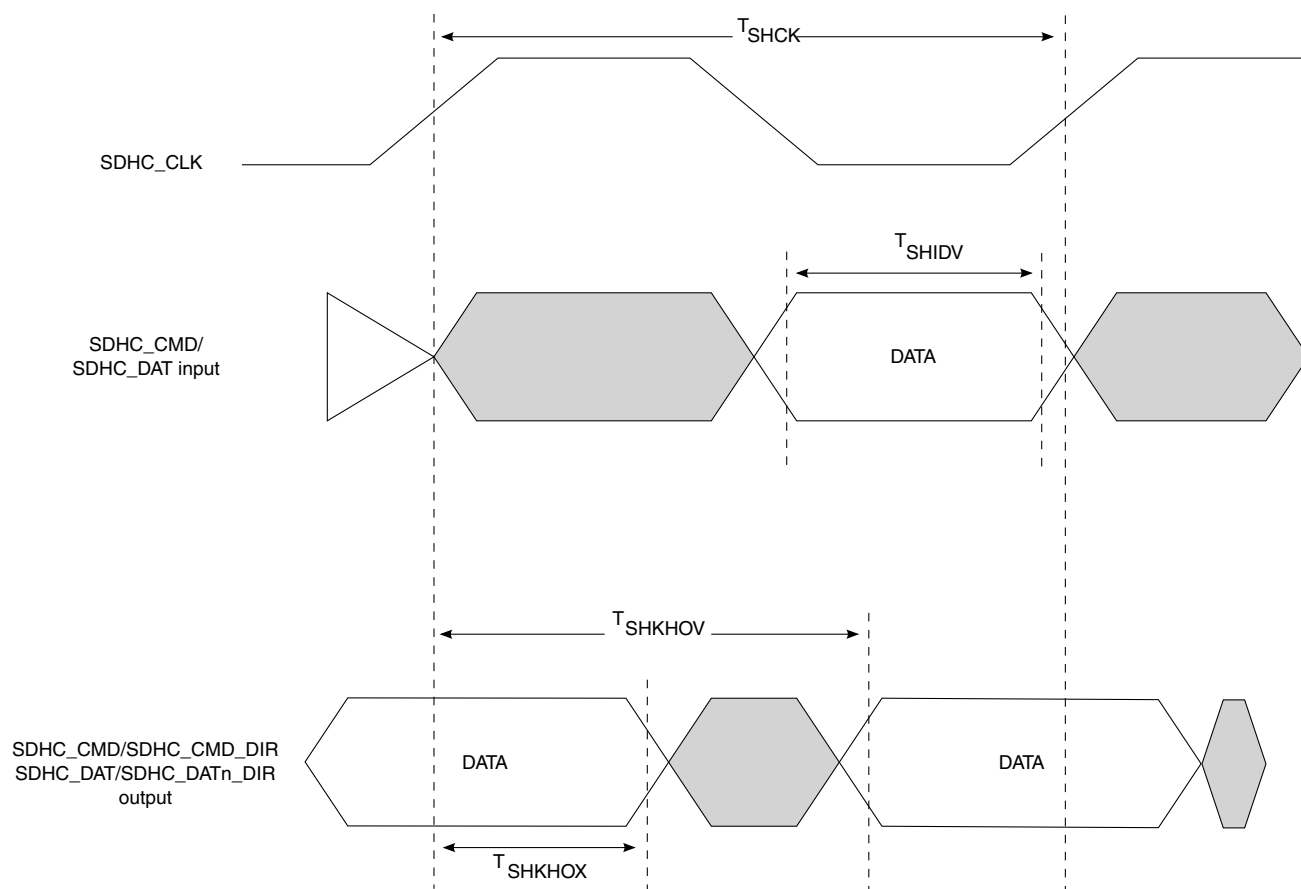 TSHCK
SDHC_CLK
TSHIDV
SDHC_CMD/
SDHC_DAT input
DATA
TSHKHOV
SDHC_CMD/SDHC_CMD_DIR
SDHC_DAT/SDHC_DATn_DIR
output
DATA
DATA
TSHKHOX